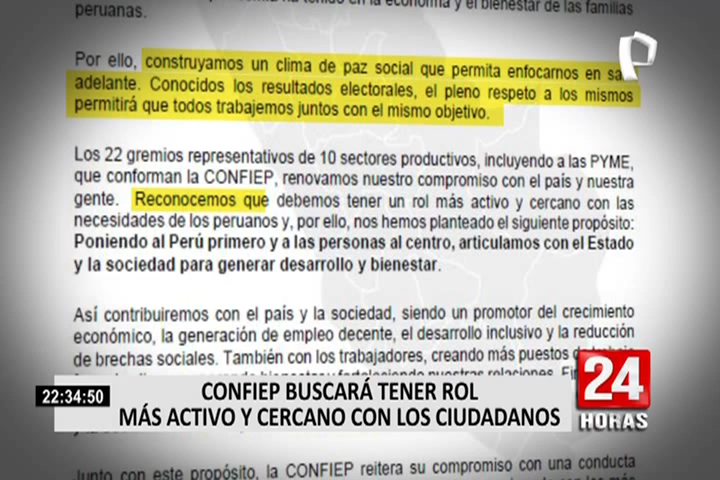 peruanas.
Por ello, construyamos un clima de paz social que permita enfocarnos en
adelante. Conocidos los resultados electorales, el pleno respeto a los mismos
permitirá que todos trabajemos juntos con el mismo objetivo.
Los 22 gremios representativos de 10 sectores productivos, incluyendo a las PYME,
que conforman la CONFIEP, renovamos nuestro compromiso con el país y nuestra
gente. Reconocemos que debemos tener un rol más activo y cercano con las
necesidades de los peruanos y, por ello, nos hemos planteado el siguiente propósito:
Poniendo al Perú primero y a las personas al centro, articulamos con el Estado
y la sociedad para generar desarrollo y bienestar.
Así contribuiremos con el país y la sociedad, siendo un promotor del crecimiento
económico, la generación de empleo decente, el desarrollo inclusivo y la reducción
de brechas sociales. También con los trabajadores, creando más puestos de
22:34:50
CONFIEP BUSCARÁ TENER ROL
MÁS ACTIVO Y CERCANO CON LOS CIUDADANOS
24
HORAS
Junto con este propósito, la CONFIEP reitera su compromiso con una conducta